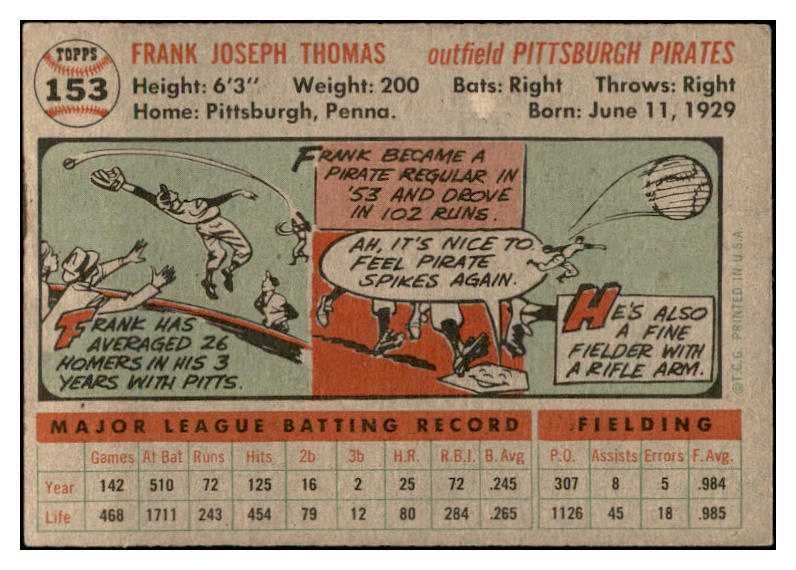 TOPPS
153
FRANK JOSEPH THOMAS outfield PITTSBURGH PIRATES
Height: 6'3" Weight: 200 Bats: Right Throws: Right
Home: Pittsburgh, Penna. Born: June 11, 1929
FRANK BECAME A
PIRATE REGULAR IN
'53 AND DROVE
IN 102 RUNS.
AH, IT'S NICE TO
FEEL PIRATE
SPIKES AGAIN.
FRANK HAS
AVERAGED 26
HOMERS IN HIS 3
YEARS WITH PITTS.
HE'S ALSO
A FINE
FIELDER WITH
A RIFLE ARM.
©T.C.G. PRINTED IN U.S.A.
MAJOR LEAGUE BATTING RECORD FIELDING
Games At Bat Runs Hits 2b 3b H.R. R.B.I. B. Avg P.O. Assists Errors F. Avg.
Year 142 510 72 125 16 2 25 72 .245 307 8 5 .984
Life 468 1711 243 454 79 12 80 284 .265 1126 45 18 .985